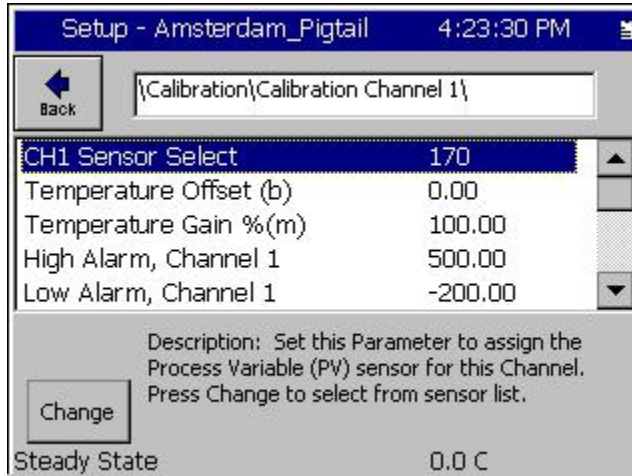 Setup - Amsterdam_Pigtail 4:23:30 PM
Back
\Calibration\Calibration Channel 1\
CH1 Sensor Select 170
Temperature Offset (b) 0.00
Temperature Gain %(m) 100.00
High Alarm, Channel 1 500.00
Low Alarm, Channel 1 -200.00
Description: Set this Parameter to assign the
Process Variable (PV) sensor for this Channel.
Press Change to select from sensor list.
Change
Steady State 0.0 C